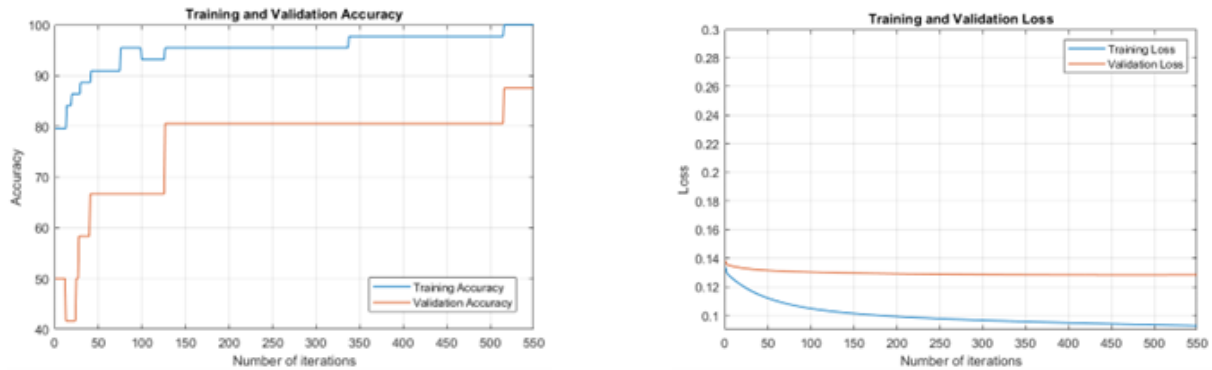 Training and Validation Accuracy
100
90
80
70
60
50
40
Accuracy
0 50 100 150 200 250 300 350 400 450 500 550
Number of iterations
Training Accuracy
Validation Accuracy
Training and Validation Loss
0.3
0.28
0.26
0.24
0.22
0.2
0.18
0.16
0.14
0.12
0.1
Loss
0 50 100 150 200 250 300 350 400 450 500 550
Number of iterations
Training Loss
Validation Loss